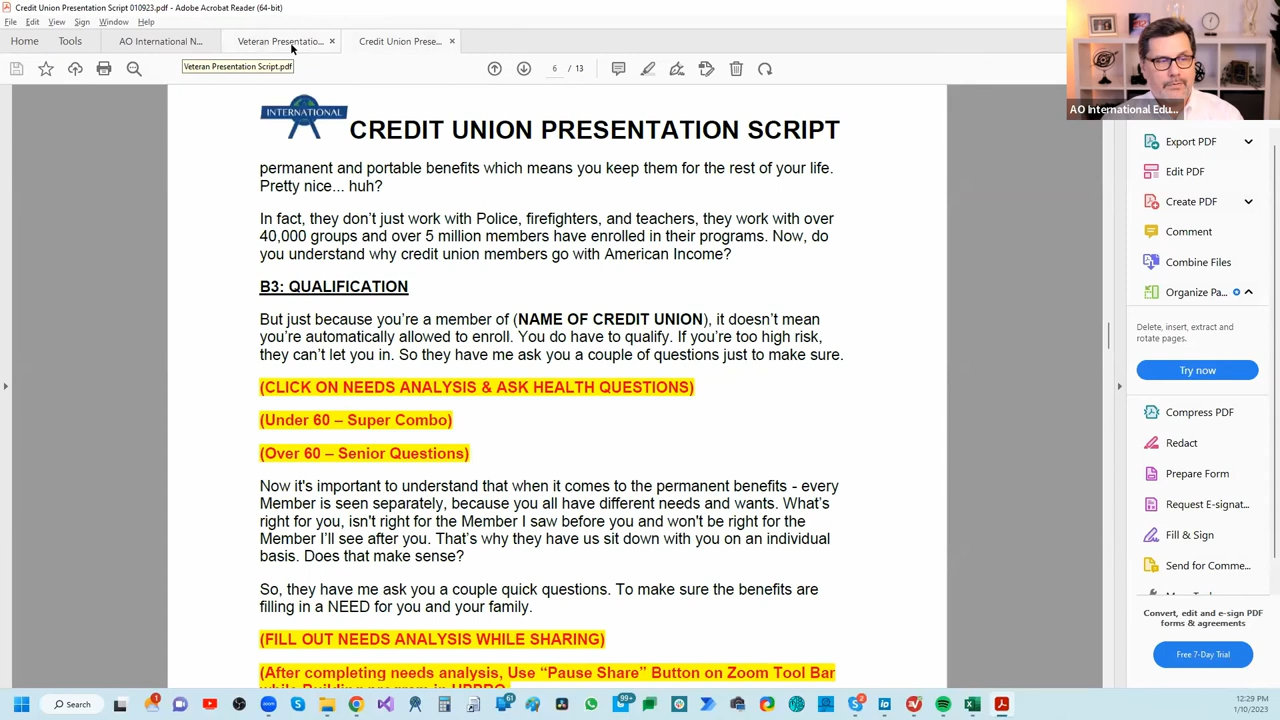 Credit Union Presentation Script 010923.pdf - Adobe Acrobat Reader (64-bit)
File Edit View Sign Window Help
Home Tools AO International N... Veteran Presentatio... × Credit Union Prese... ×
Veteran Presentation Script.pdf
6 / 13
AO International Edu...
INTERNATIONAL
CREDIT UNION PRESENTATION SCRIPT
permanent and portable benefits which means you keep them for the rest of your life.
Pretty nice... huh?
In fact, they don't just work with Police, firefighters, and teachers, they work with over
40,000 groups and over 5 million members have enrolled in their programs. Now, do
you understand why credit union members go with American Income?
B3: QUALIFICATION
But just because you're a member of (NAME OF CREDIT UNION), it doesn't mean
you're automatically allowed to enroll. You do have to qualify. If you're too high risk,
they can't let you in. So they have me ask you a couple of questions just to make sure.
(CLICK ON NEEDS ANALYSIS & ASK HEALTH QUESTIONS)
(Under 60 – Super Combo)
(Over 60 – Senior Questions)
Now it's important to understand that when it comes to the permanent benefits - every
Member is seen separately, because you all have different needs and wants. What's
right for you, isn't right for the Member I saw before you and won't be right for the
Member I'll see after you. That's why they have us sit down with you on an individual
basis. Does that make sense?
So, they have me ask you a couple quick questions. To make sure the benefits are
filling in a NEED for you and your family.
(FILL OUT NEEDS ANALYSIS WHILE SHARING)
(After completing needs analysis, Use “Pause Share” Button on Zoom Tool Bar
Export PDF
Edit PDF
Create PDF
Comment
Combine Files
Organize Pa...
Delete, insert, extract and
rotate pages.
Try now
Compress PDF
Redact
Prepare Form
Request E-signat...
Fill & Sign
Send for Comme...
Convert, edit and e-sign PDF
forms & agreements
Free 7-Day Trial
Search
1
61
99+
2
12:29 PM
1/10/2023